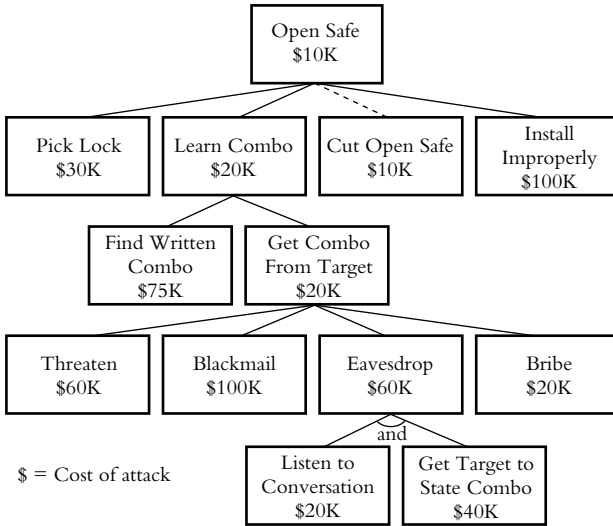 Open Safe
$10K
Pick Lock
$30K
Learn Combo
$20K
Cut Open Safe
$10K
Install
Improperly
$100K
Find Written
Combo
$75K
Get Combo
From Target
$20K
Threaten
$60K
Blackmail
$100K
Eavesdrop
$60K
Bribe
$20K
and
$ = Cost of attack
Listen to
Conversation
$20K
Get Target to
State Combo
$40K